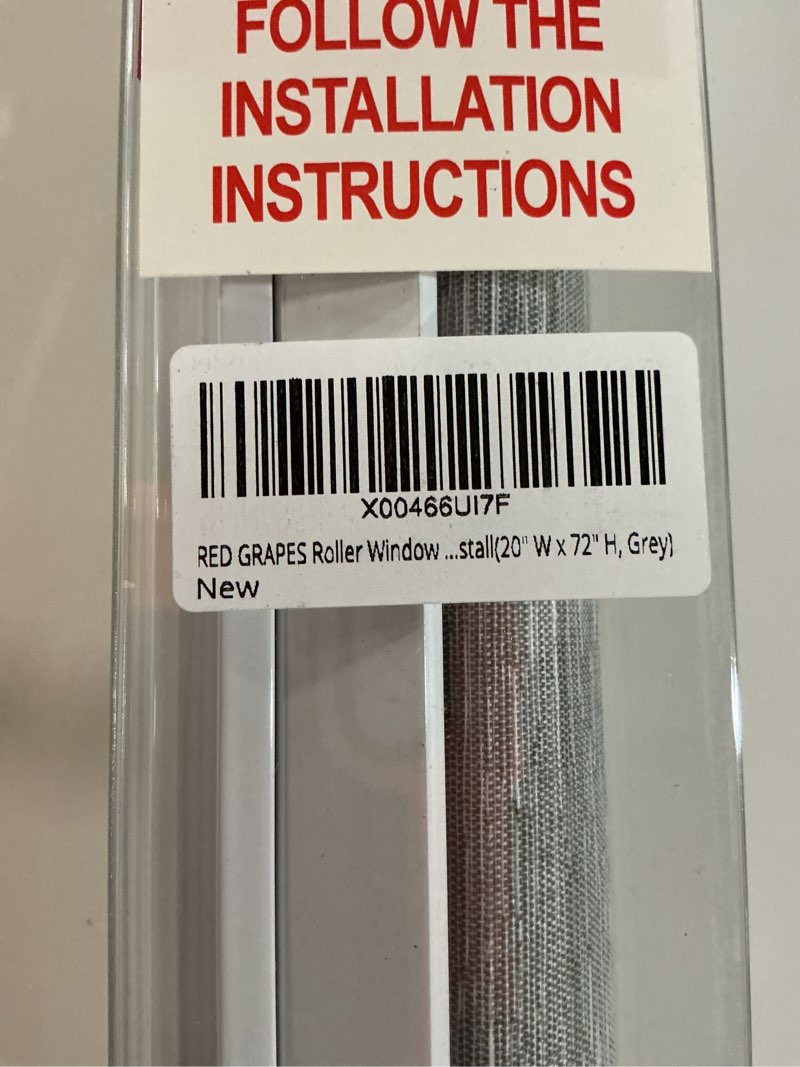 FOLLOW THE
INSTALLATION
INSTRUCTIONS
X00466UI7F
RED GRAPES Roller Window ...stall(20" W x 72" H, Grey)
New